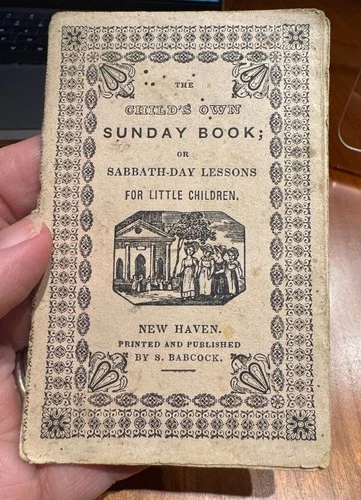 THE
CHILD'S OWN
SUNDAY BOOK;
OR
SABBATH-DAY LESSONS
FOR LITTLE CHILDREN.
NEW HAVEN.
PRINTED AND PUBLISHED
BY S. BABCOCK.